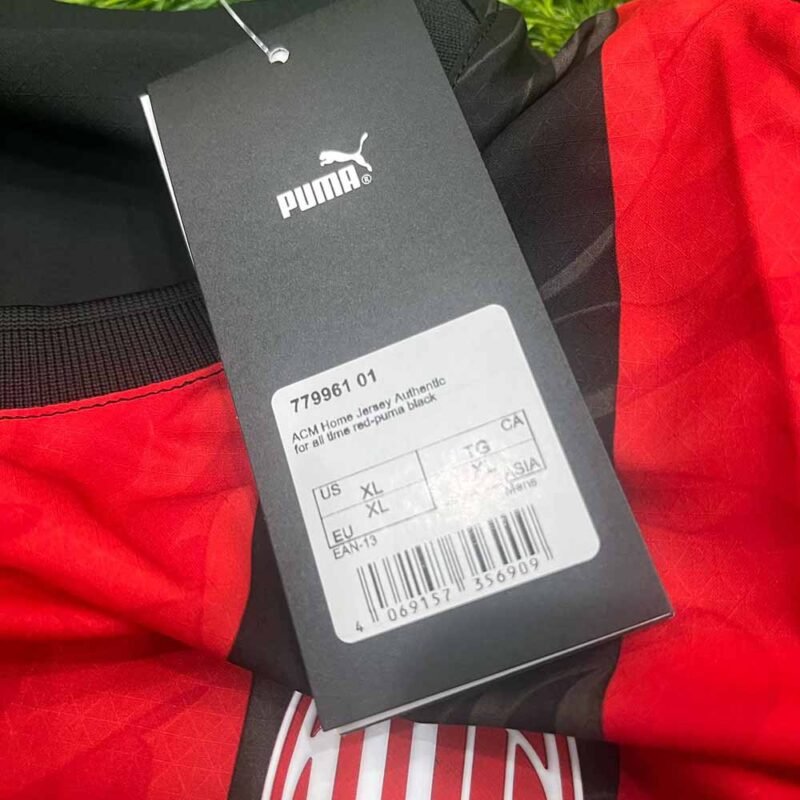 PUMA®
779961 01
ACM Home Jersey Authentic
for all time red-puma black
US XL TG CA
EU XL XL ASIA
EAN-13 Mens
4 069157 356909